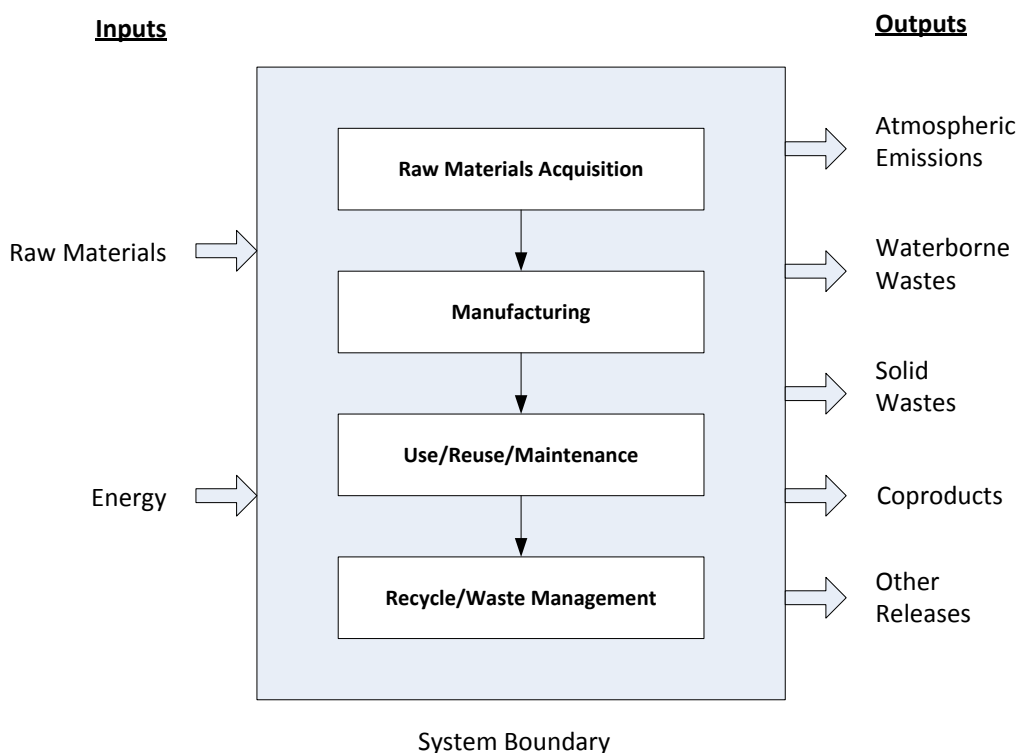 Inputs
Outputs
Raw Materials Acquisition
Atmospheric
Emissions
Raw Materials
Waterborne
Wastes
Manufacturing
Solid
Wastes
Use/Reuse/Maintenance
Energy
Coproducts
Recycle/Waste Management
Other
Releases
System Boundary